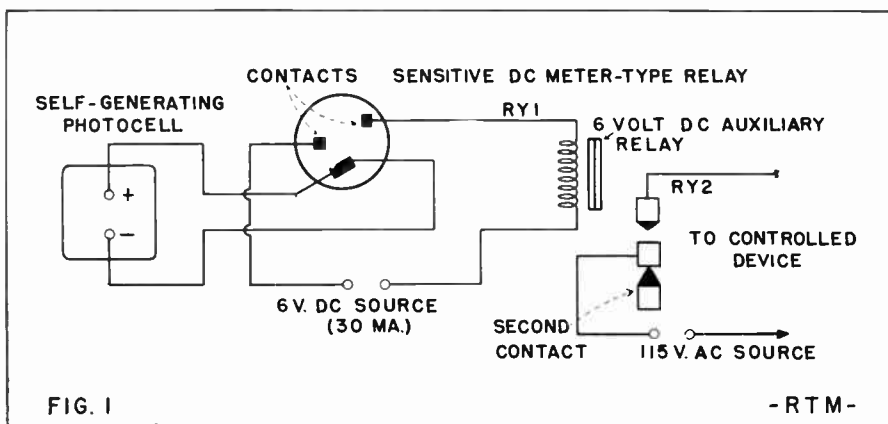 CONTACTS
SENSITIVE DC METER-TYPE RELAY
SELF-GENERATING
PHOTOCELL
RY1
6 VOLT DC AUXILIARY
RELAY
+
−
RY2
TO CONTROLLED
DEVICE
6 V. DC SOURCE
(30 MA.)
SECOND
CONTACT
115 V. AC SOURCE
FIG. 1
-RTM-